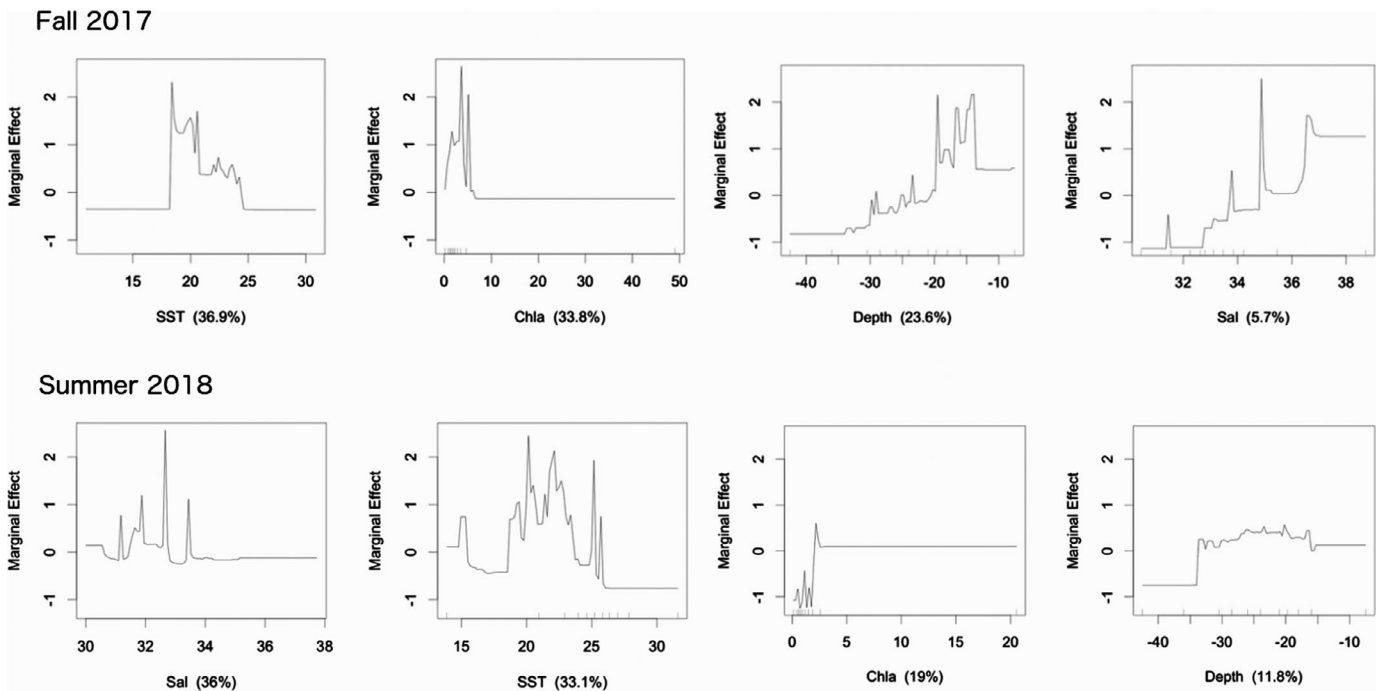 Fall 2017
Marginal Effect
2
1
0
-1
15 20 25 30
SST (36.9%)
Marginal Effect
2
1
0
-1
0 10 20 30 40 50
Chla (33.8%)
Marginal Effect
2
1
0
-1
-40 -30 -20 -10
Depth (23.6%)
Marginal Effect
2
1
0
-1
32 34 36 38
Sal (5.7%)
Summer 2018
Marginal Effect
2
1
0
-1
30 32 34 36 38
Sal (36%)
Marginal Effect
2
1
0
-1
15 20 25 30
SST (33.1%)
Marginal Effect
2
1
0
-1
0 5 10 15 20
Chla (19%)
Marginal Effect
2
1
0
-1
-40 -30 -20 -10
Depth (11.8%)